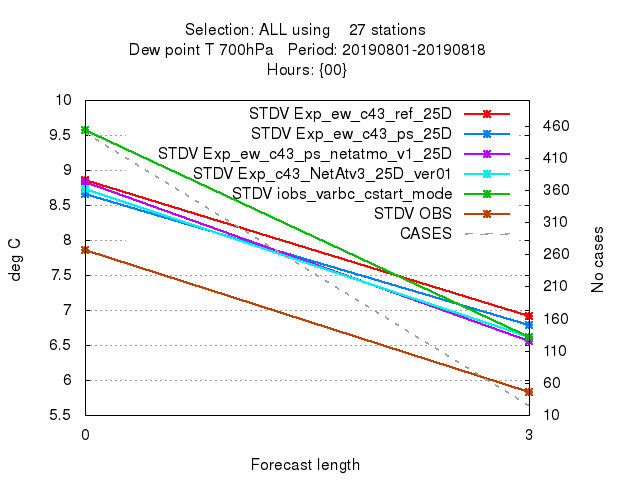 Selection: ALL using    27 stations
Dew point T 700hPa   Period: 20190801-20190818
Hours: {00}
10
9.5
9
8.5
8
7.5
7
6.5
6
5.5
deg C
STDV Exp_ew_c43_ref_25D
STDV Exp_ew_c43_ps_25D
STDV Exp_ew_c43_ps_netatmo_v1_25D
STDV Exp_c43_NetAtv3_25D_ver01
STDV iobs_varbc_cstart_mode
STDV OBS
CASES
460
410
360
310
260
210
160
110
60
10
No cases
0
3
Forecast length